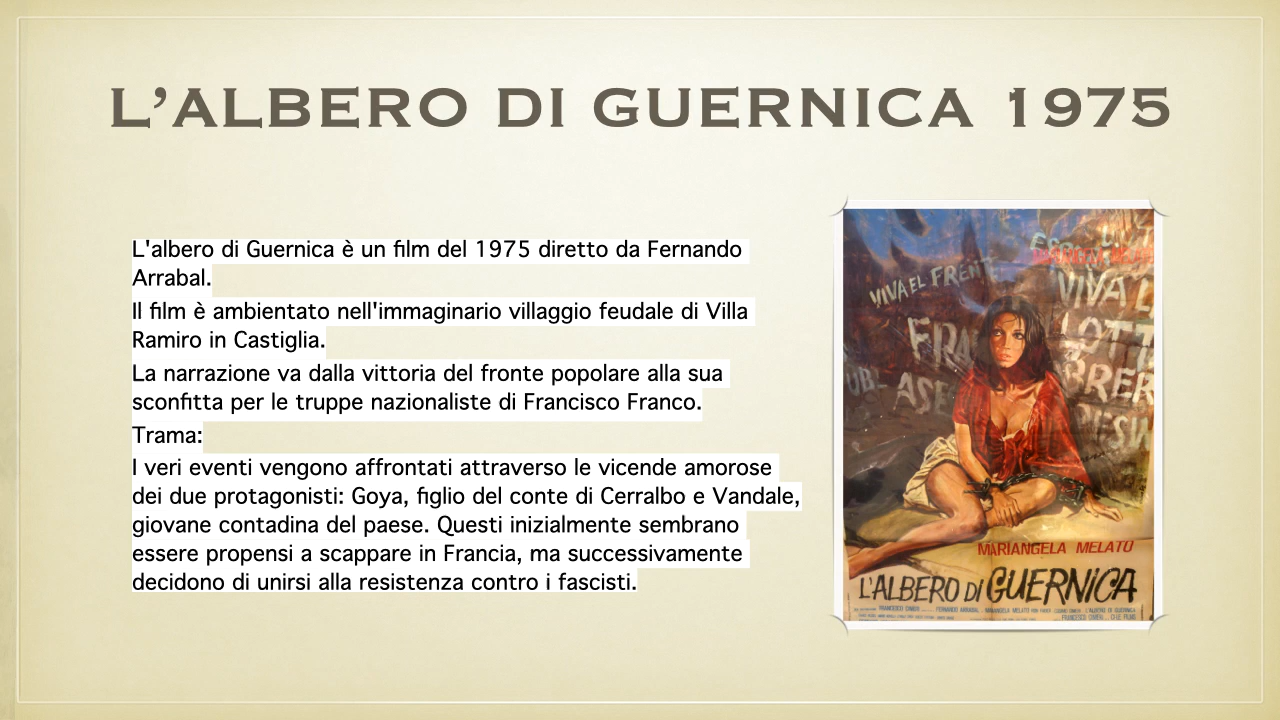 L'ALBERO DI GUERNICA 1975
L'albero di Guernica è un film del 1975 diretto da Fernando
Arrabal.
Il film è ambientato nell'immaginario villaggio feudale di Villa
Ramiro in Castiglia.
La narrazione va dalla vittoria del fronte popolare alla sua
sconfitta per le truppe nazionaliste di Francisco Franco.
Trama:
I veri eventi vengono affrontati attraverso le vicende amorose
dei due protagonisti: Goya, figlio del conte di Cerralbo e Vandale,
giovane contadina del paese. Questi inizialmente sembrano
essere propensi a scappare in Francia, ma successivamente
decidono di unirsi alla resistenza contro i fascisti.
VIVA EL FRENTE
VIVA L
FRA
LOTT
ASE
MARIANGELA MELATO
L'ALBERO DI GUERNICA